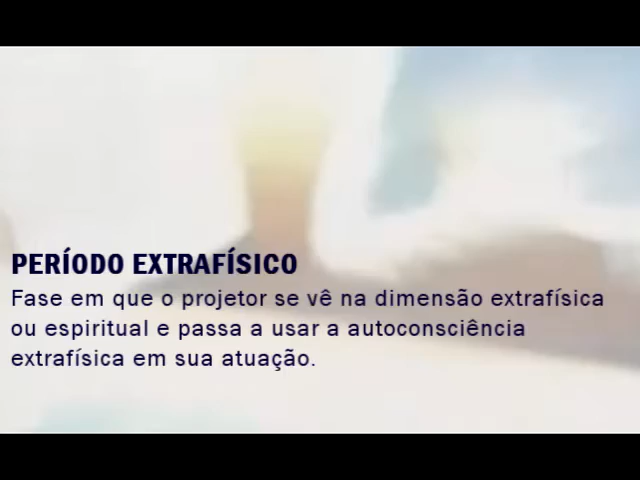 PERÍODO EXTRAFÍSICO
Fase em que o projetor se vê na dimensão extrafísica
ou espiritual e passa a usar a autoconsciência
extrafísica em sua atuação.